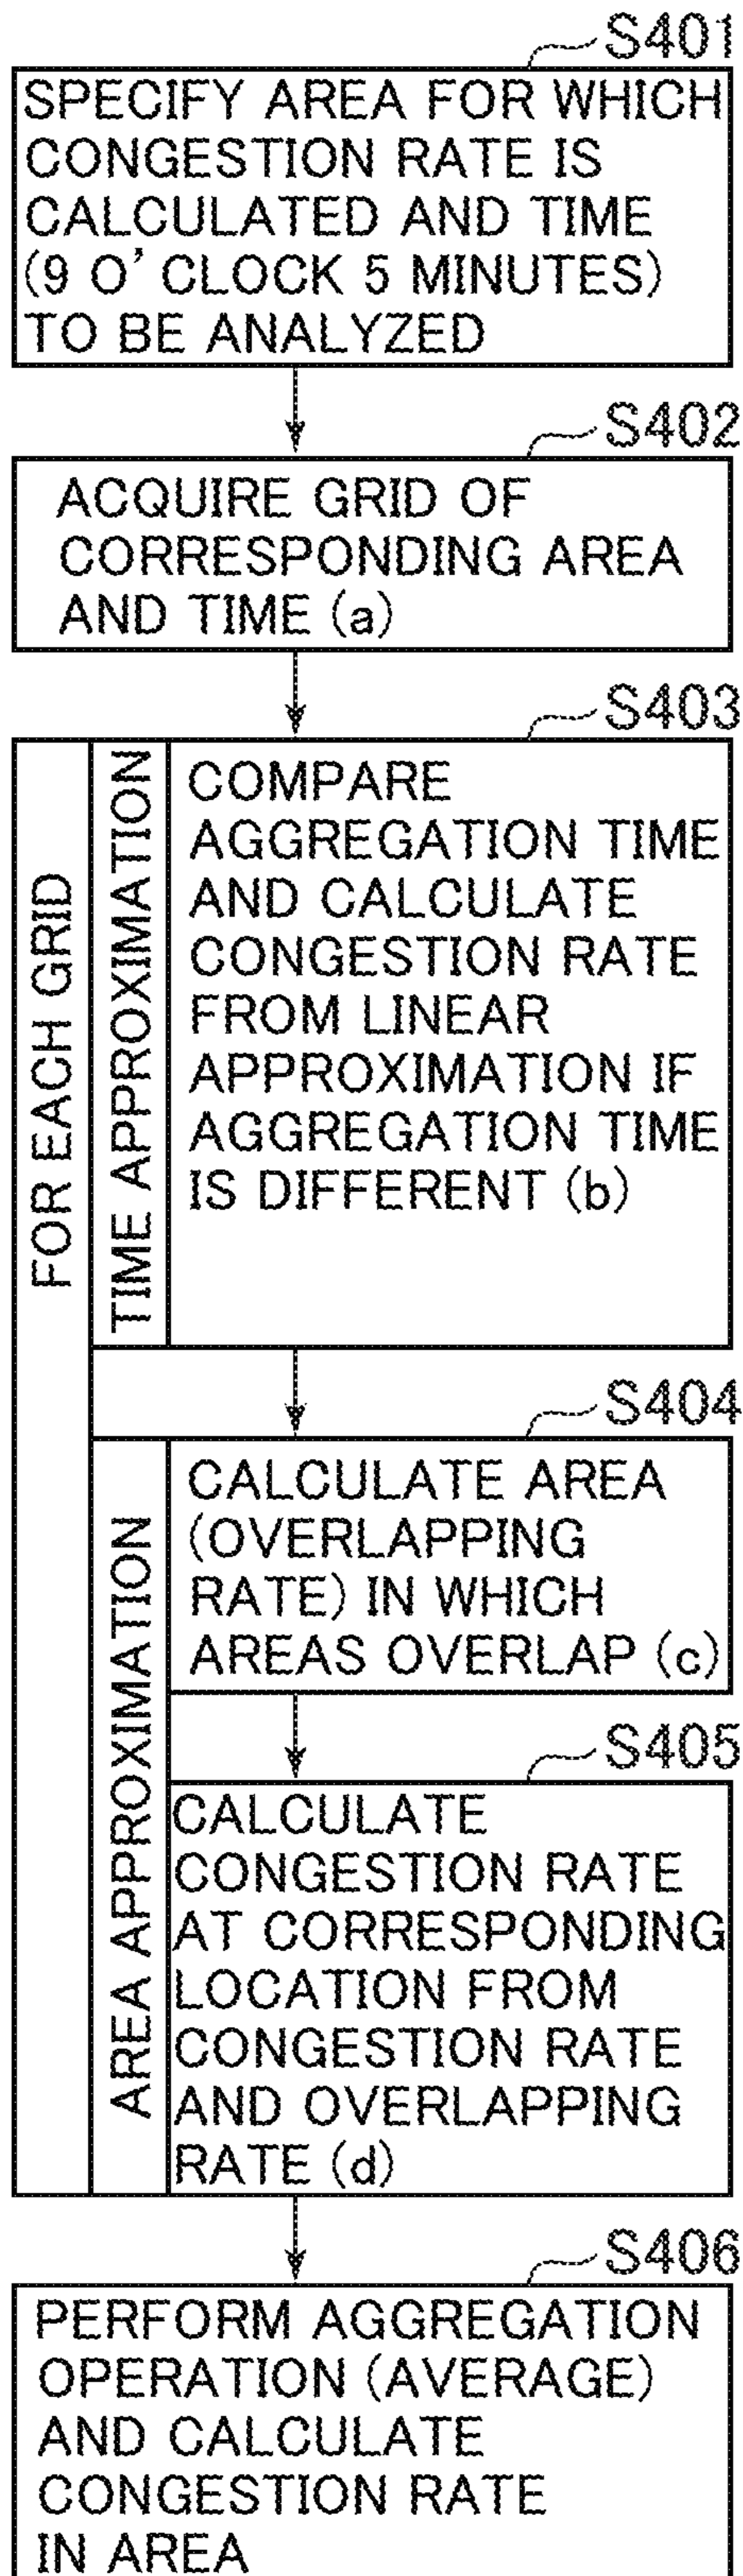 S401
SPECIFY AREA FOR WHICH
CONGESTION RATE IS
CALCULATED AND TIME
(9 O' CLOCK 5 MINUTES)
TO BE ANALYZED
S402
ACQUIRE GRID OF
CORRESPONDING AREA
AND TIME (a)
S403
FOR EACH GRID
TIME APPROXIMATION
COMPARE
AGGREGATION TIME
AND CALCULATE
CONGESTION RATE
FROM LINEAR
APPROXIMATION IF
AGGREGATION TIME
IS DIFFERENT (b)
S404
AREA APPROXIMATION
CALCULATE AREA
(OVERLAPPING
RATE) IN WHICH
AREAS OVERLAP (c)
S405
CALCULATE
CONGESTION RATE
AT CORRESPONDING
LOCATION FROM
CONGESTION RATE
AND OVERLAPPING
RATE (d)
S406
PERFORM AGGREGATION
OPERATION (AVERAGE)
AND CALCULATE
CONGESTION RATE
IN AREA